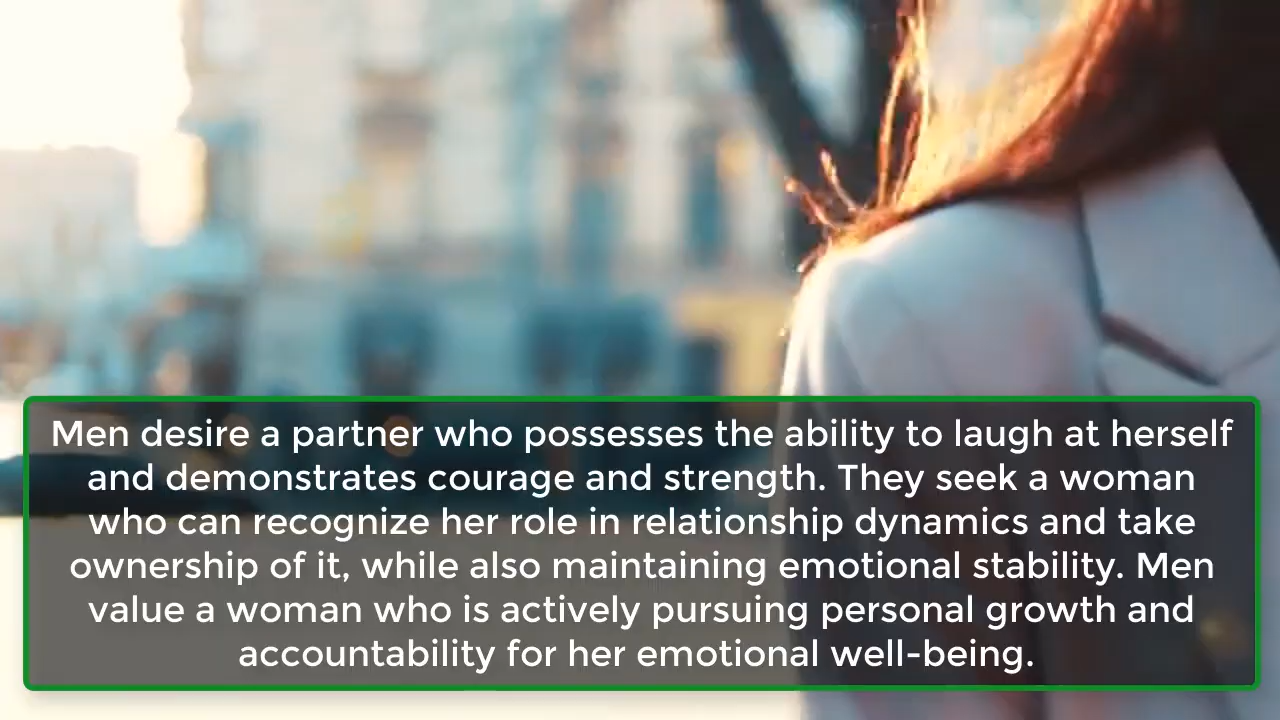 Men desire a partner who possesses the ability to laugh at herself
and demonstrates courage and strength. They seek a woman
who can recognize her role in relationship dynamics and take
ownership of it, while also maintaining emotional stability. Men
value a woman who is actively pursuing personal growth and
accountability for her emotional well-being.